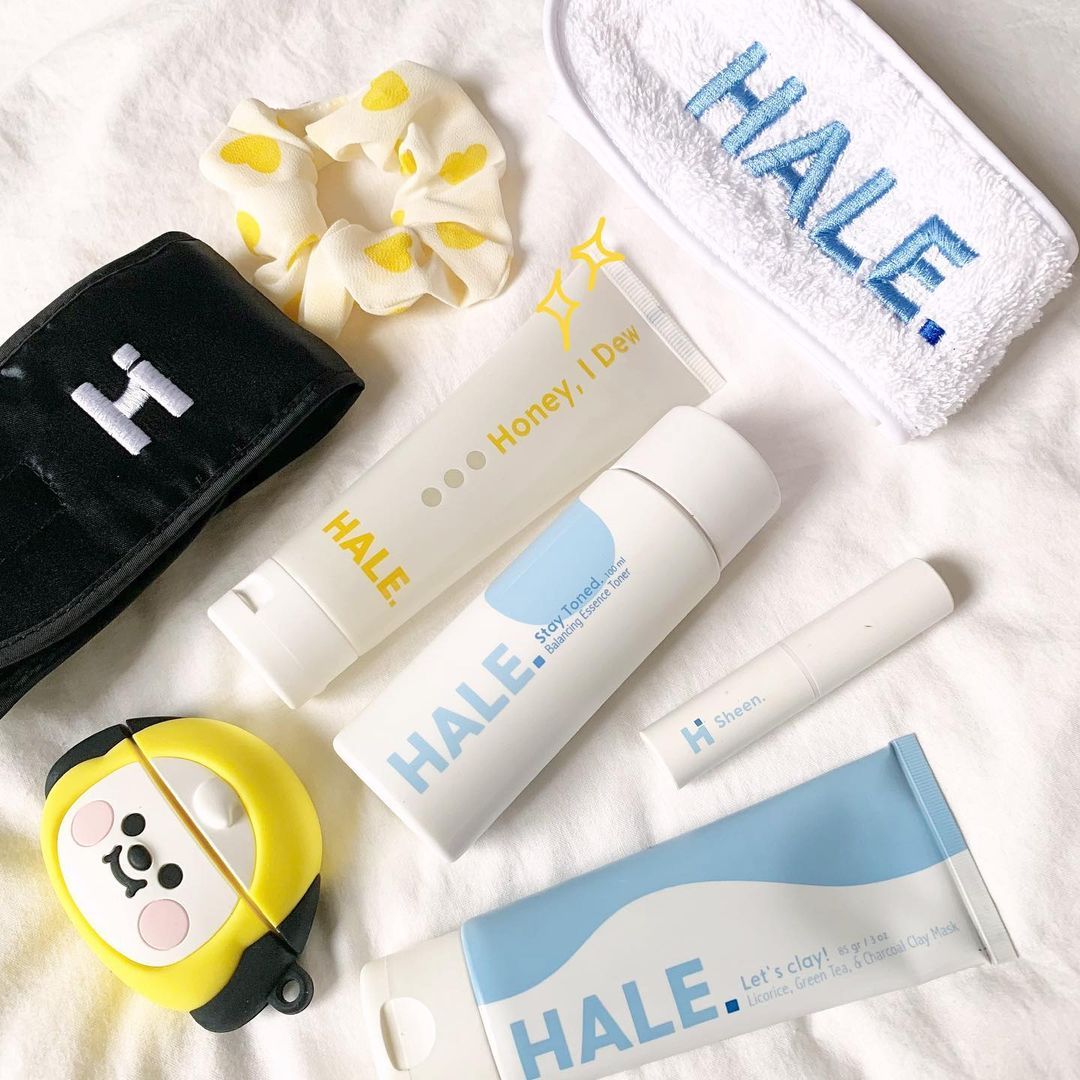 HALE.
H
Honey, I Dew
HALE.
Stay Toned. 100 ml
Balancing Essence Toner
HALE.
H Sheen.
Let's clay! 85 gr / 3 oz
Licorice, Green Tea, & Charcoal Clay Mask
HALE.